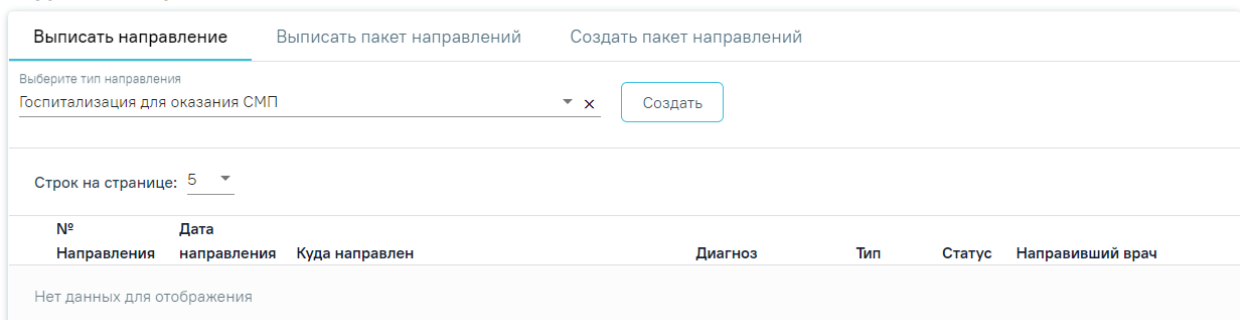 Выписать направление Выписать пакет направлений Создать пакет направлений
Выберите тип направления
Госпитализация для оказания СМП
Создать
Строк на странице: 5
№ Направления Дата направления Куда направлен Диагноз Тип Статус Направивший врач
Нет данных для отображения